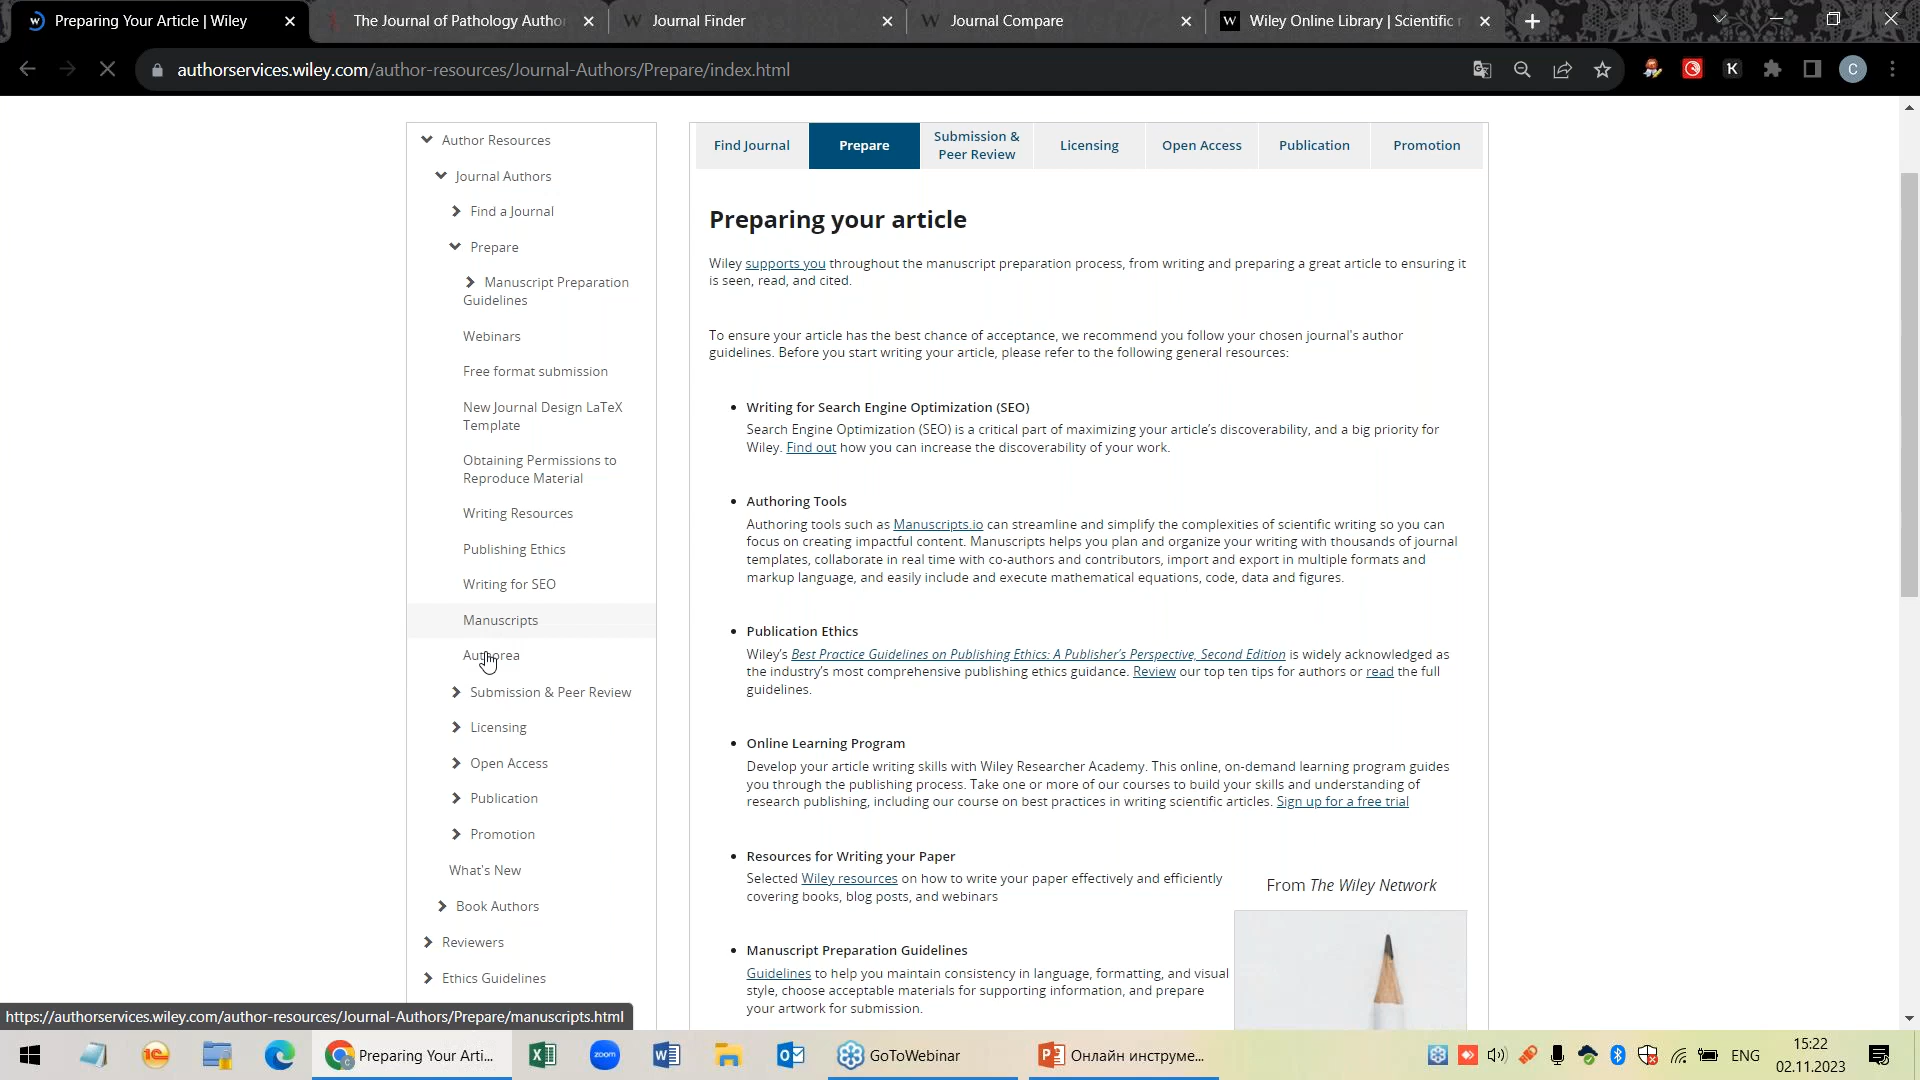 Preparing Your Article | Wiley
The Journal of Pathology Autho
Journal Finder
Journal Compare
Wiley Online Library | Scientific r
authorservices.wiley.com/author-resources/Journal-Authors/Prepare/index.html
K
C
Author Resources
Journal Authors
Find a Journal
Prepare
Manuscript Preparation
Guidelines
Webinars
Free format submission
New Journal Design LaTeX
Template
Obtaining Permissions to
Reproduce Material
Writing Resources
Publishing Ethics
Writing for SEO
Manuscripts
Authorea
Submission & Peer Review
Licensing
Open Access
Publication
Promotion
What's New
Book Authors
Reviewers
Ethics Guidelines
Find Journal
Prepare
Submission &
Peer Review
Licensing
Open Access
Publication
Promotion
Preparing your article
Wiley supports you throughout the manuscript preparation process, from writing and preparing a great article to ensuring it
is seen, read, and cited.
To ensure your article has the best chance of acceptance, we recommend you follow your chosen journal's author
guidelines. Before you start writing your article, please refer to the following general resources:
• Writing for Search Engine Optimization (SEO)
Search Engine Optimization (SEO) is a critical part of maximizing your article's discoverability, and a big priority for
Wiley. Find out how you can increase the discoverability of your work.
• Authoring Tools
Authoring tools such as Manuscripts.io can streamline and simplify the complexities of scientific writing so you can
focus on creating impactful content. Manuscripts helps you plan and organize your writing with thousands of journal
templates, collaborate in real time with co-authors and contributors, import and export in multiple formats and
markup language, and easily include and execute mathematical equations, code, data and figures.
• Publication Ethics
Wiley's Best Practice Guidelines on Publishing Ethics: A Publisher's Perspective, Second Edition is widely acknowledged as
the industry's most comprehensive publishing ethics guidance. Review our top ten tips for authors or read the full
guidelines.
• Online Learning Program
Develop your article writing skills with Wiley Researcher Academy. This online, on-demand learning program guides
you through the publishing process. Take one or more of our courses to build your skills and understanding of
research publishing, including our course on best practices in writing scientific articles. Sign up for a free trial
• Resources for Writing your Paper
Selected Wiley resources on how to write your paper effectively and efficiently
covering books, blog posts, and webinars
From The Wiley Network
• Manuscript Preparation Guidelines
Guidelines to help you maintain consistency in language, formatting, and visual
style, choose acceptable materials for supporting information, and prepare
your artwork for submission.
https://authorservices.wiley.com/author-resources/Journal-Authors/Prepare/manuscripts.html
Preparing Your Arti...
zoom
GoToWebinar
Онлайн инструме...
ENG
15:22
02.11.2023